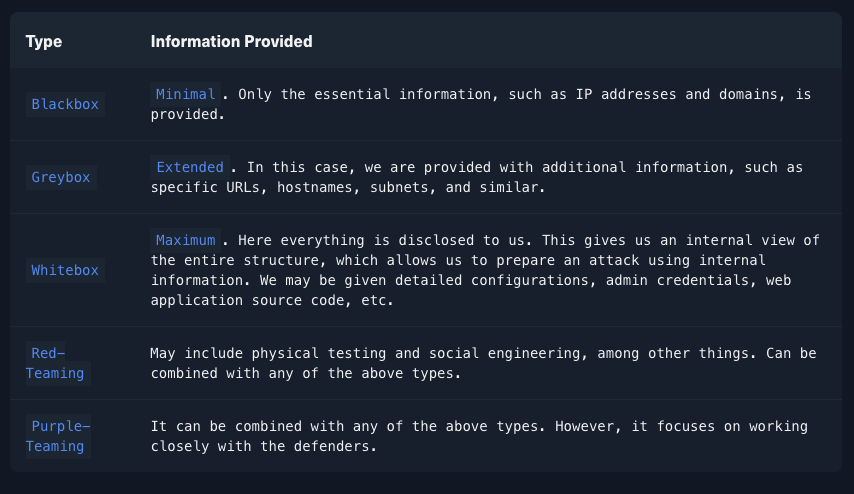 Type Information Provided
Blackbox Minimal. Only the essential information, such as IP addresses and domains, is
provided.
Greybox Extended. In this case, we are provided with additional information, such as
specific URLs, hostnames, subnets, and similar.
Whitebox Maximum. Here everything is disclosed to us. This gives us an internal view of
the entire structure, which allows us to prepare an attack using internal
information. We may be given detailed configurations, admin credentials, web
application source code, etc.
Red-
Teaming
May include physical testing and social engineering, among other things. Can be
combined with any of the above types.
Purple-
Teaming
It can be combined with any of the above types. However, it focuses on working
closely with the defenders.